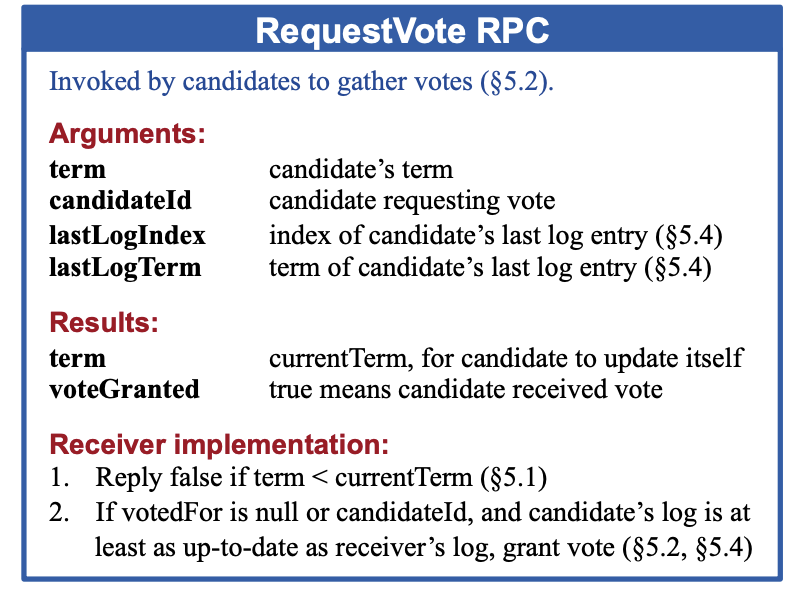 RequestVote RPC
Invoked by candidates to gather votes (§5.2).
Arguments:
term candidate’s term
candidateId candidate requesting vote
lastLogIndex index of candidate’s last log entry (§5.4)
lastLogTerm term of candidate’s last log entry (§5.4)
Results:
term currentTerm, for candidate to update itself
voteGranted true means candidate received vote
Receiver implementation:
1. Reply false if term < currentTerm (§5.1)
2. If votedFor is null or candidateId, and candidate’s log is at
least as up-to-date as receiver’s log, grant vote (§5.2, §5.4)